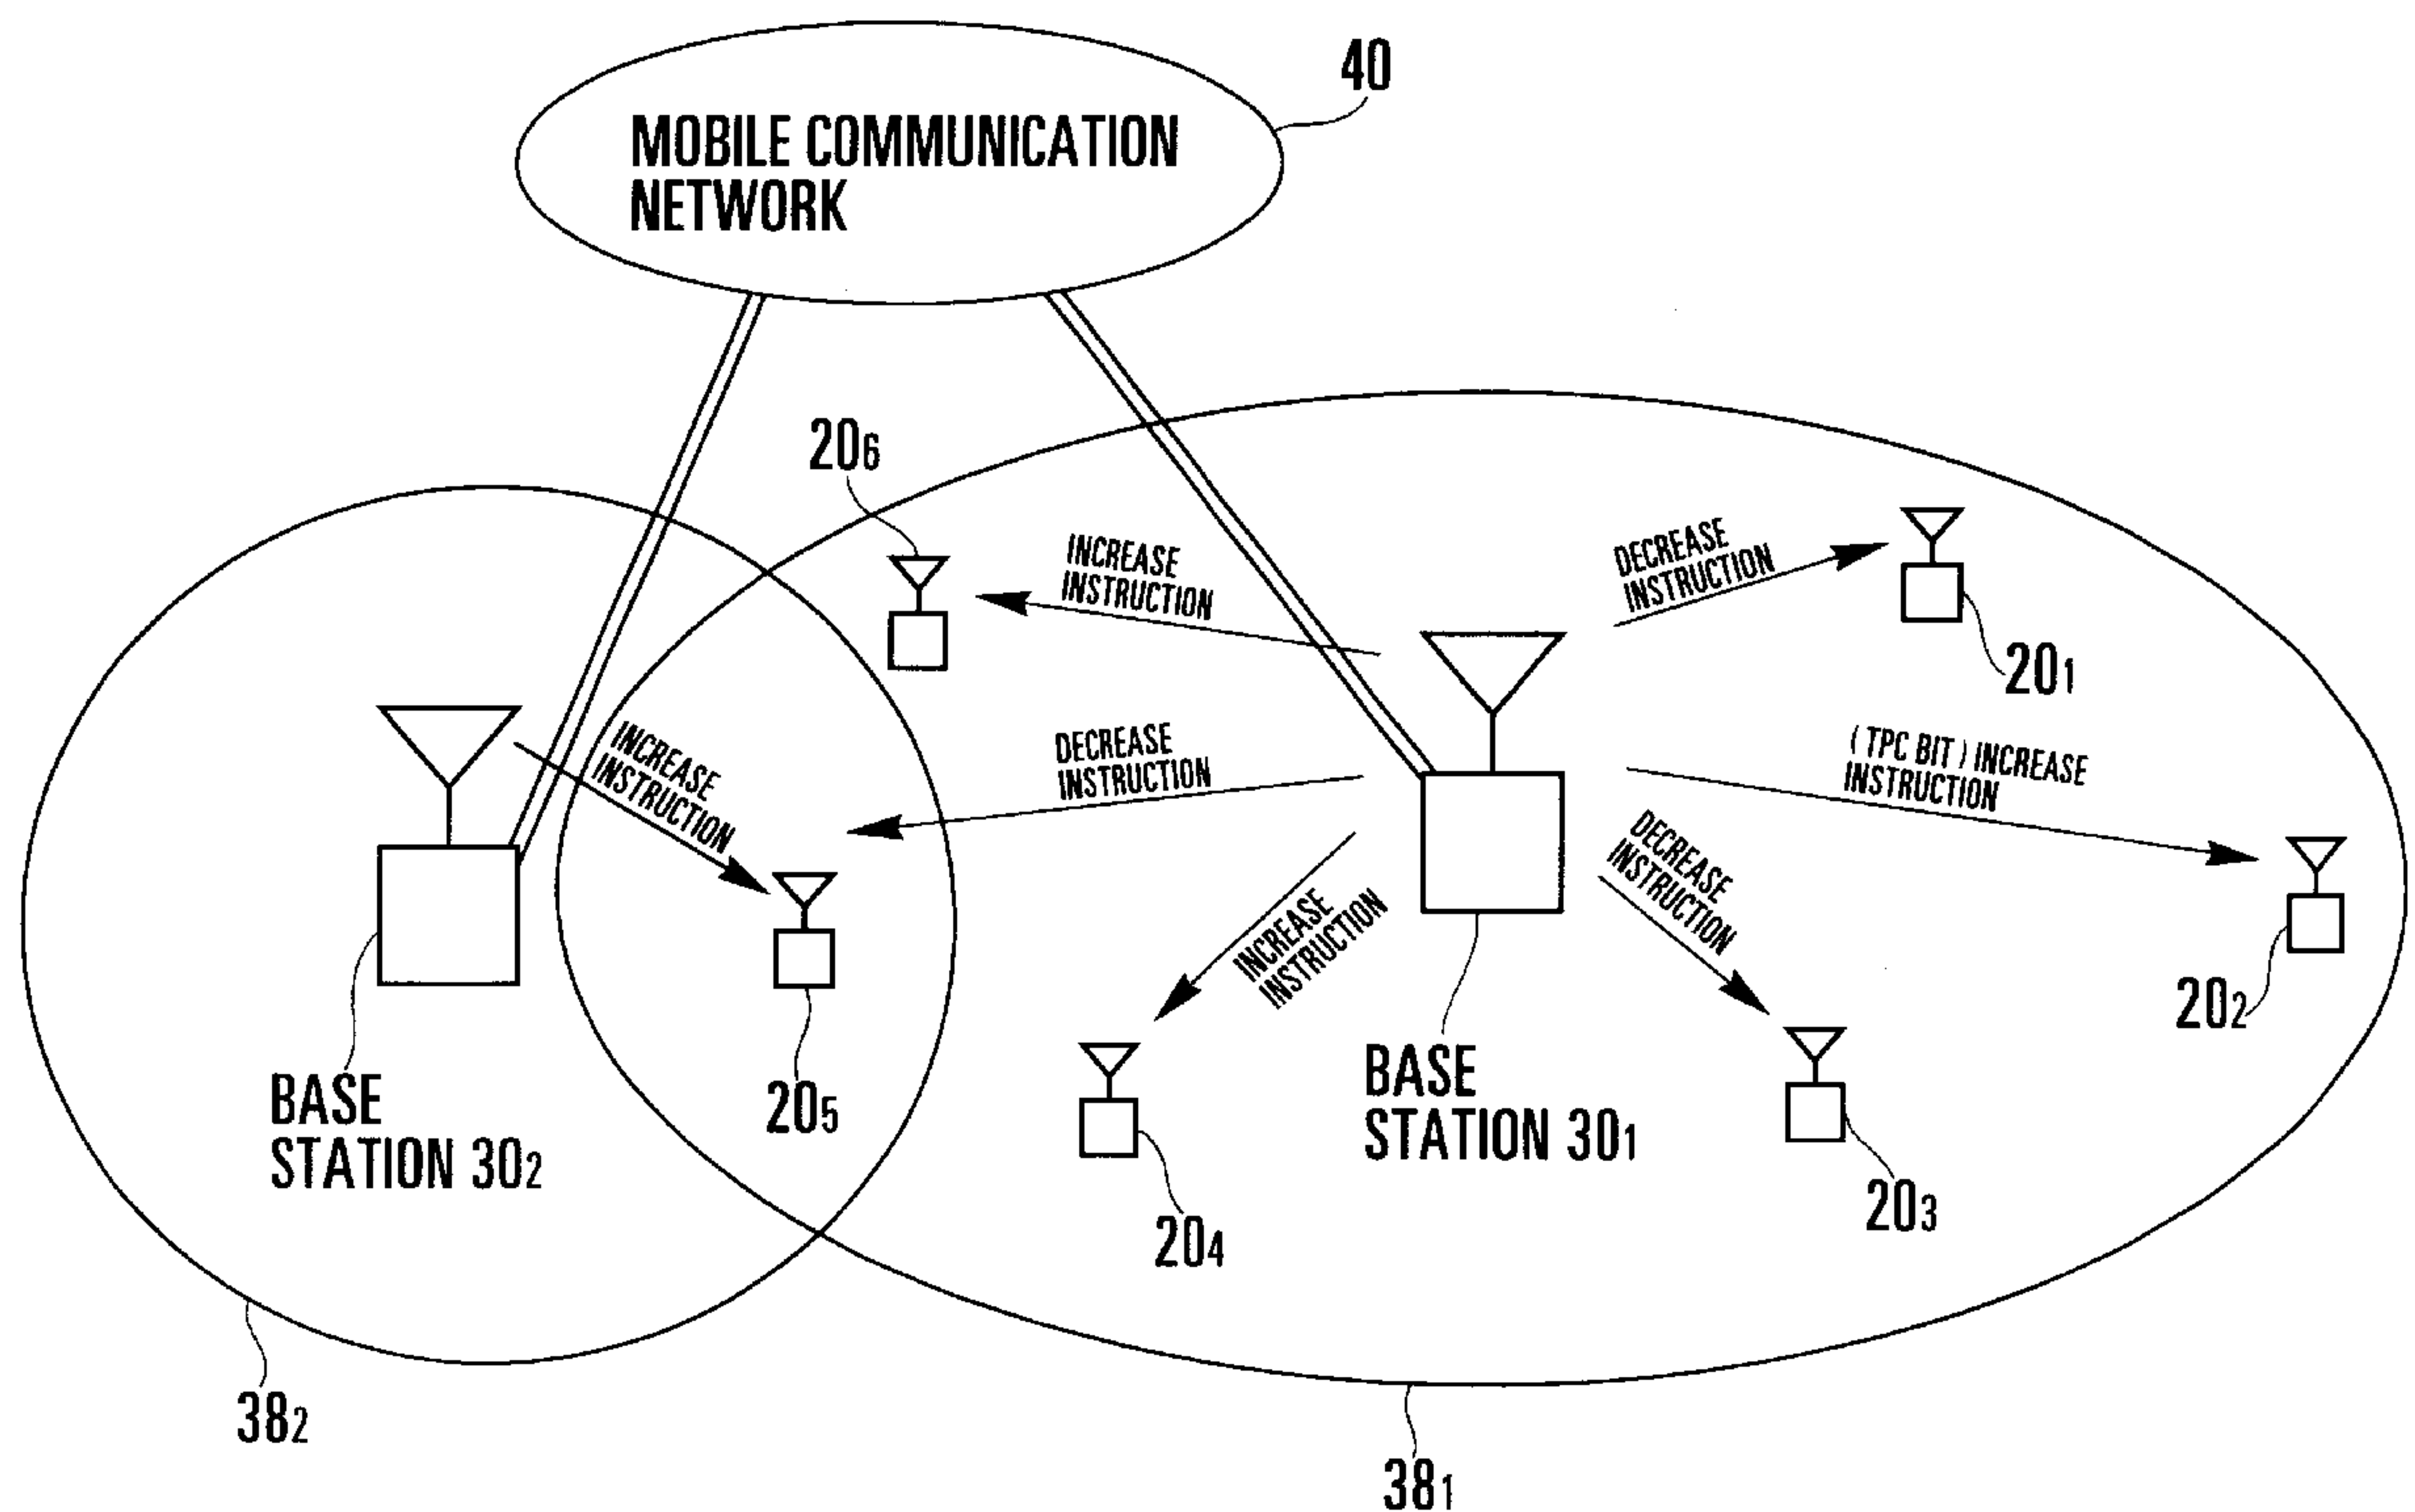 40
MOBILE COMMUNICATION
NETWORK
20₆
INCREASE
INSTRUCTION
DECREASE
INSTRUCTION
20₁
INCREASE
INSTRUCTION
DECREASE
INSTRUCTION
( TPC BIT ) INCREASE
INSTRUCTION
DECREASE
INSTRUCTION
INCREASE
INSTRUCTION
20₂
BASE
STATION 30₂
20₅
BASE
STATION 30₁
20₄
20₃
38₂
38₁